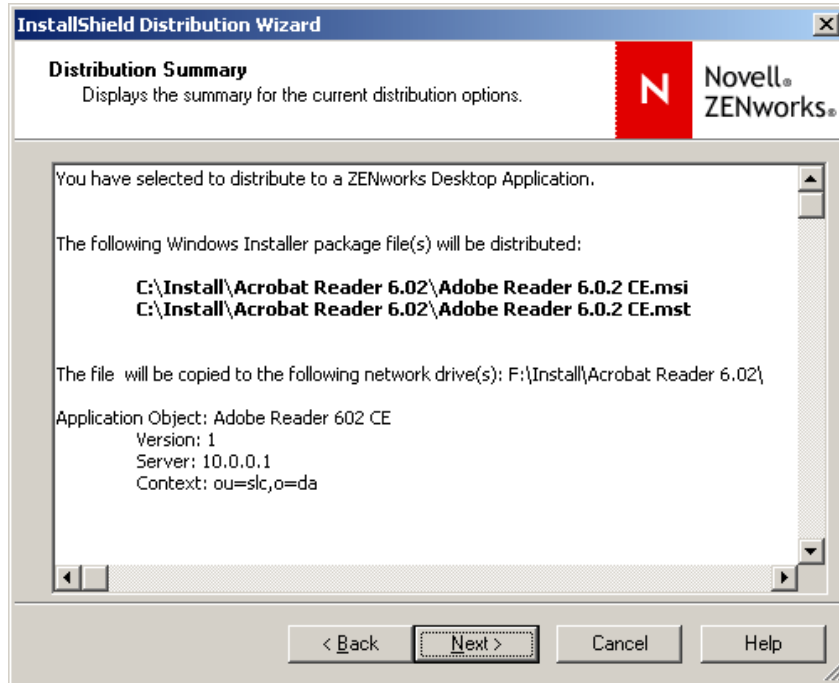 InstallShield Distribution Wizard
Distribution Summary
Displays the summary for the current distribution options.
N
Novell®
ZENworks®
You have selected to distribute to a ZENworks Desktop Application.
The following Windows Installer package file(s) will be distributed:
C:\Install\Acrobat Reader 6.02\Adobe Reader 6.0.2 CE.msi
C:\Install\Acrobat Reader 6.02\Adobe Reader 6.0.2 CE.mst
The file will be copied to the following network drive(s): F:\Install\Acrobat Reader 6.02\
Application Object: Adobe Reader 602 CE
Version: 1
Server: 10.0.0.1
Context: ou=slc,o=da
< Back
Next >
Cancel
Help